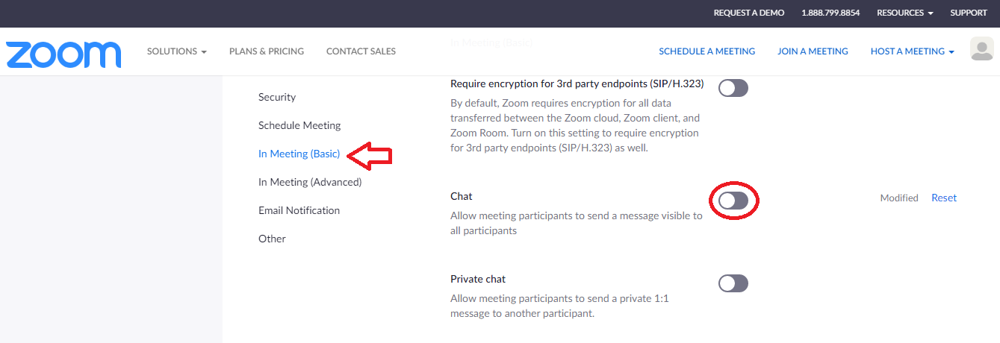 REQUEST A DEMO 1.888.799.8854 RESOURCES SUPPORT
zoom SOLUTIONS PLANS & PRICING CONTACT SALES In Meeting (Basic) SCHEDULE A MEETING JOIN A MEETING HOST A MEETING
Security
Schedule Meeting
In Meeting (Basic)
In Meeting (Advanced)
Email Notification
Other
Require encryption for 3rd party endpoints (SIP/H.323)
By default, Zoom requires encryption for all data
transferred between the Zoom cloud, Zoom client, and
Zoom Room. Turn on this setting to require encryption
for 3rd party endpoints (SIP/H.323) as well.
Chat
Allow meeting participants to send a message visible to
all participants
Modified Reset
Private chat
Allow meeting participants to send a private 1:1
message to another participant.